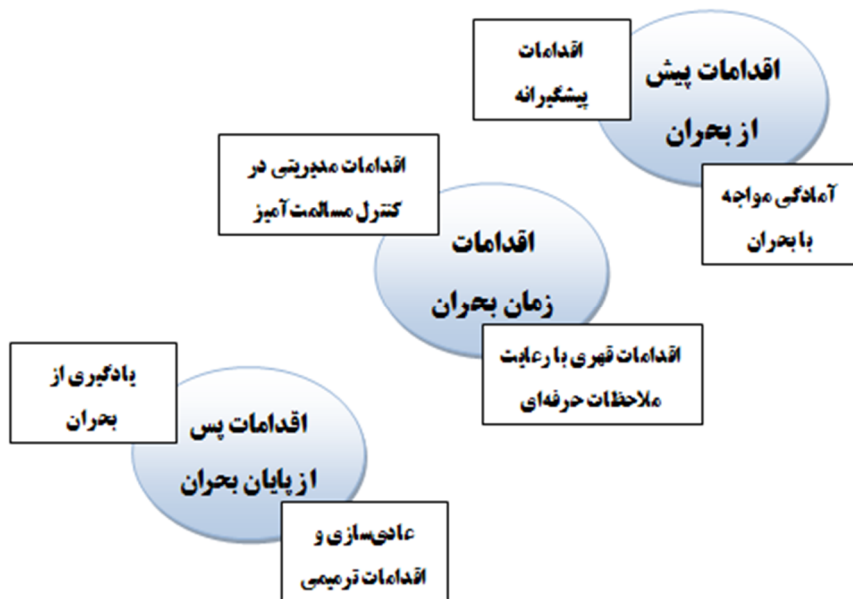 اقدامات پیش
از بحران
اقدامات
پیشگیرانه
آمادگی مواجه
با بحران
اقدامات
زمان بحران
اقدامات مدیریتی در
کنترل مسالمت‌آمیز
اقدامات قهری با رعایت
ملاحظات حرفه‌ای
اقدامات پس
از پایان بحران
یادگیری از
بحران
عادی‌سازی و
اقدامات ترمیمی